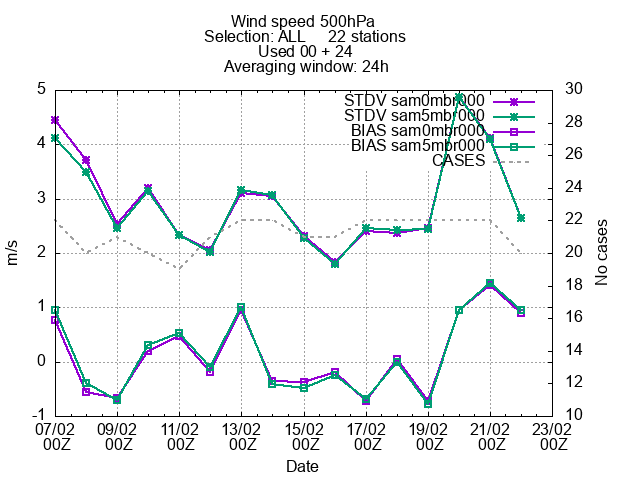 Wind speed 500hPa
Selection: ALL     22 stations
Used 00 + 24
Averaging window: 24h
STDV sam0mbr000
STDV sam5mbr000
BIAS sam0mbr000
BIAS sam5mbr000
CASES
5
4
3
2
1
0
-1
m/s
30
28
26
24
22
20
18
16
14
12
10
No cases
07/02 09/02 11/02 13/02 15/02 17/02 19/02 21/02 23/02
00Z 00Z 00Z 00Z 00Z 00Z 00Z 00Z 00Z
Date